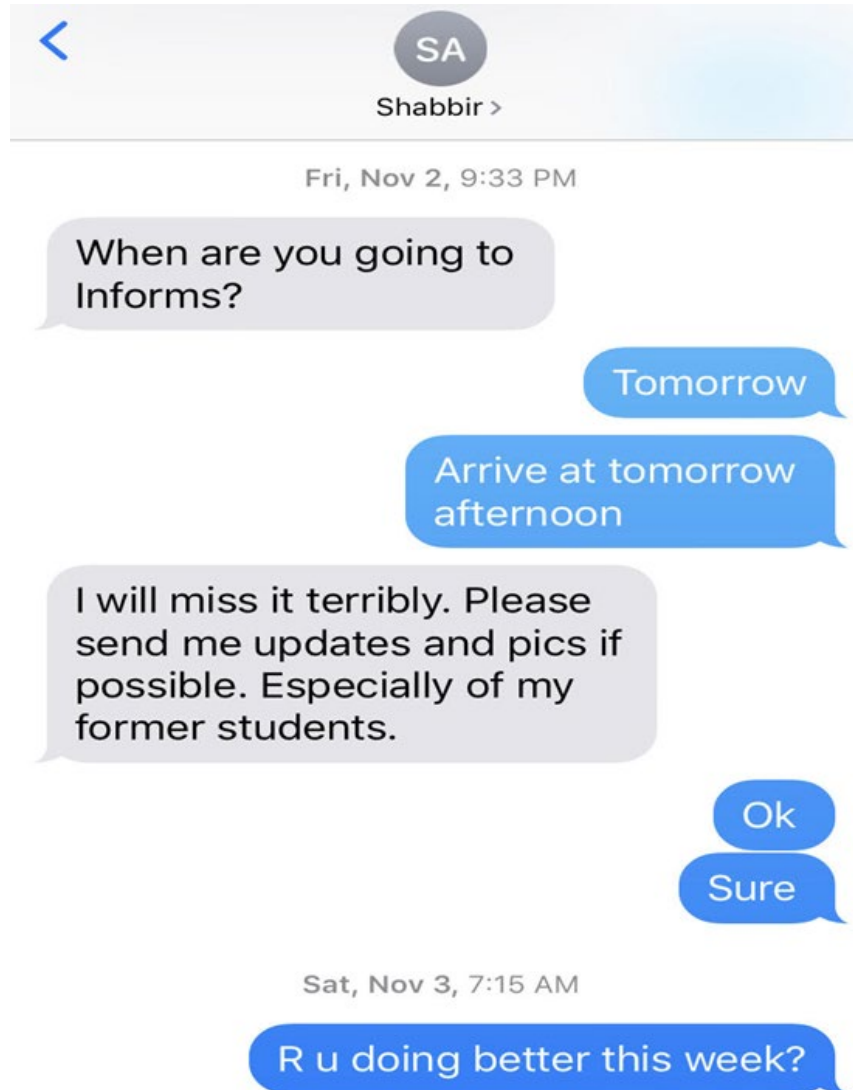 SA
Shabbir >
Fri, Nov 2, 9:33 PM
When are you going to
Informs?
Tomorrow
Arrive at tomorrow
afternoon
I will miss it terribly. Please
send me updates and pics if
possible. Especially of my
former students.
Ok
Sure
Sat, Nov 3, 7:15 AM
R u doing better this week?